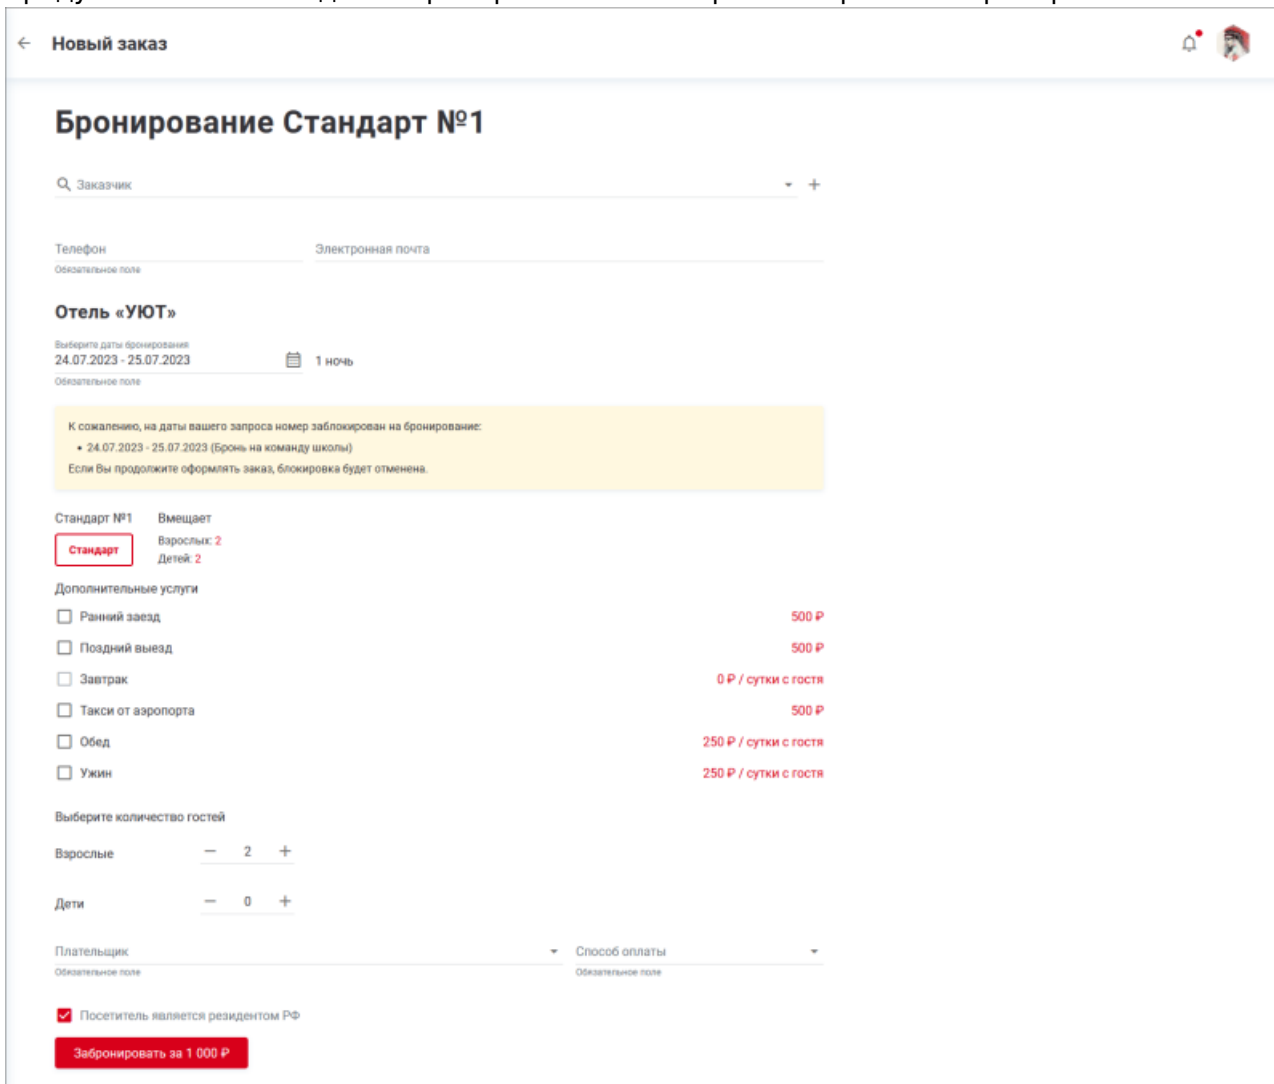 Новый заказ
Бронирование Стандарт №1
Заказчик
Телефон Электронная почта
Обязательное поле
Отель «УЮТ»
Выберите даты бронирования
24.07.2023 - 25.07.2023 1 ночь
Обязательное поле
К сожалению, на даты вашего запроса номер заблокирован на бронирование:
• 24.07.2023 - 25.07.2023 (Бронь на команду школы)
Если Вы продолжите оформлять заказ, блокировка будет отменена.
Стандарт №1 Вмещает
Стандарт Взрослых: 2
Детей: 2
Дополнительные услуги
Ранний заезд 500 ₽
Поздний выезд 500 ₽
Завтрак 0 ₽ / сутки с гостя
Такси от аэропорта 500 ₽
Обед 250 ₽ / сутки с гостя
Ужин 250 ₽ / сутки с гостя
Выберите количество гостей
Взрослые — 2 +
Дети — 0 +
Плательщик Способ оплаты
Обязательное поле Обязательное поле
Посетитель является резидентом РФ
Забронировать за 1 000 ₽